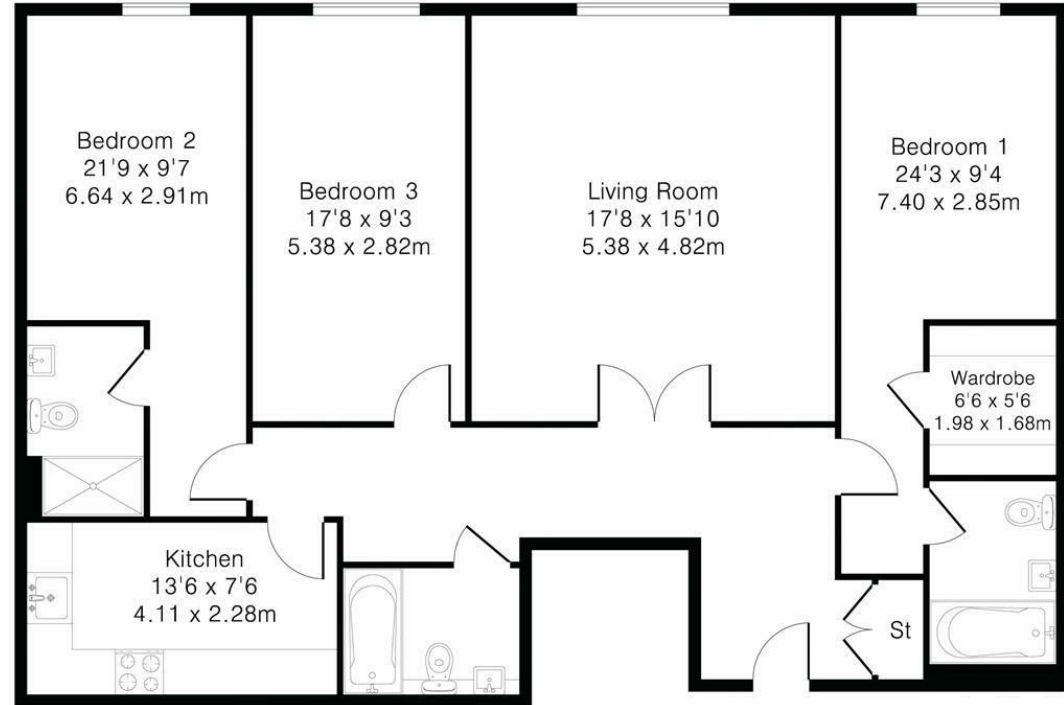 Bedroom 2
21'9 x 9'7
6.64 x 2.91m
Bedroom 3
17'8 x 9'3
5.38 x 2.82m
Living Room
17'8 x 15'10
5.38 x 4.82m
Bedroom 1
24'3 x 9'4
7.40 x 2.85m
Wardrobe
6'6 x 5'6
1.98 x 1.68m
Kitchen
13'6 x 7'6
4.11 x 2.28m
St